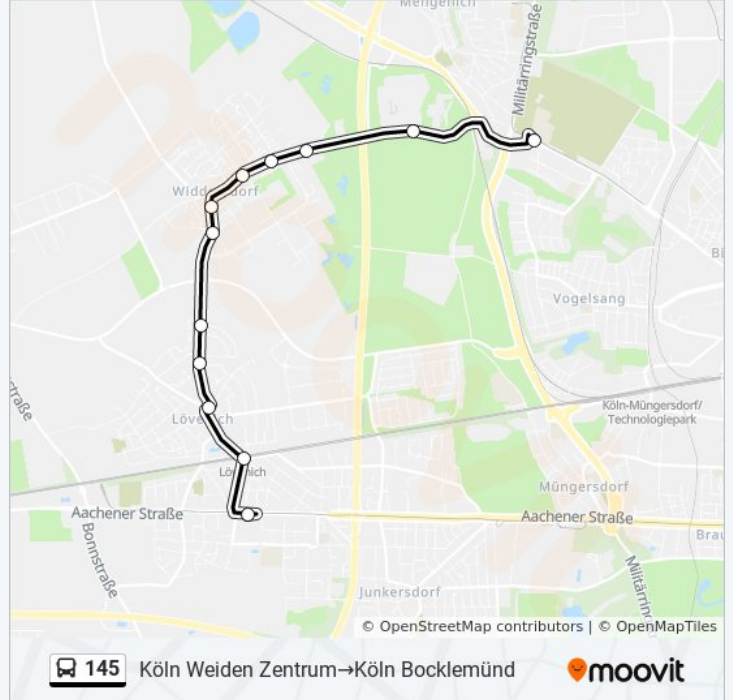 Mengenich
Militärringstraße
Widdersdorf
Bi
Vogelsang
straße
Köln-Müngersdorf/
Technologiepark
Lövenich
Lövenich
Müngersdorf
Aachener Straße
Aachener Straße
Brau
Bonnstraße
Militärring
Junkersdorf
© OpenStreetMap contributors | © OpenMapTiles
145 Köln Weiden Zentrum→Köln Bocklemünd
moovit